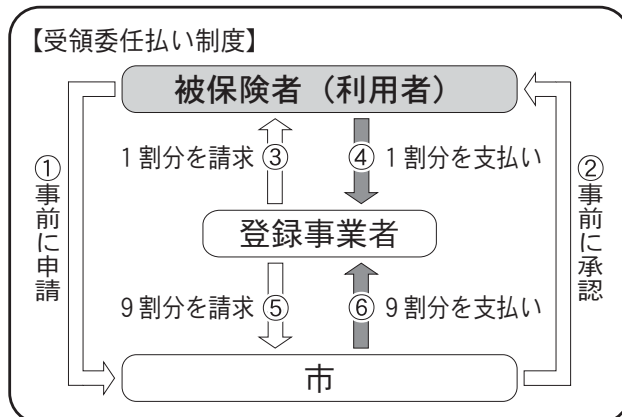 【受領委任払い制度】
被保険者（利用者）
①事前に申請
1割分を請求 ③
④ 1割分を支払い
②事前に承認
登録事業者
9割分を請求 ⑤
⑥ 9割分を支払い
市